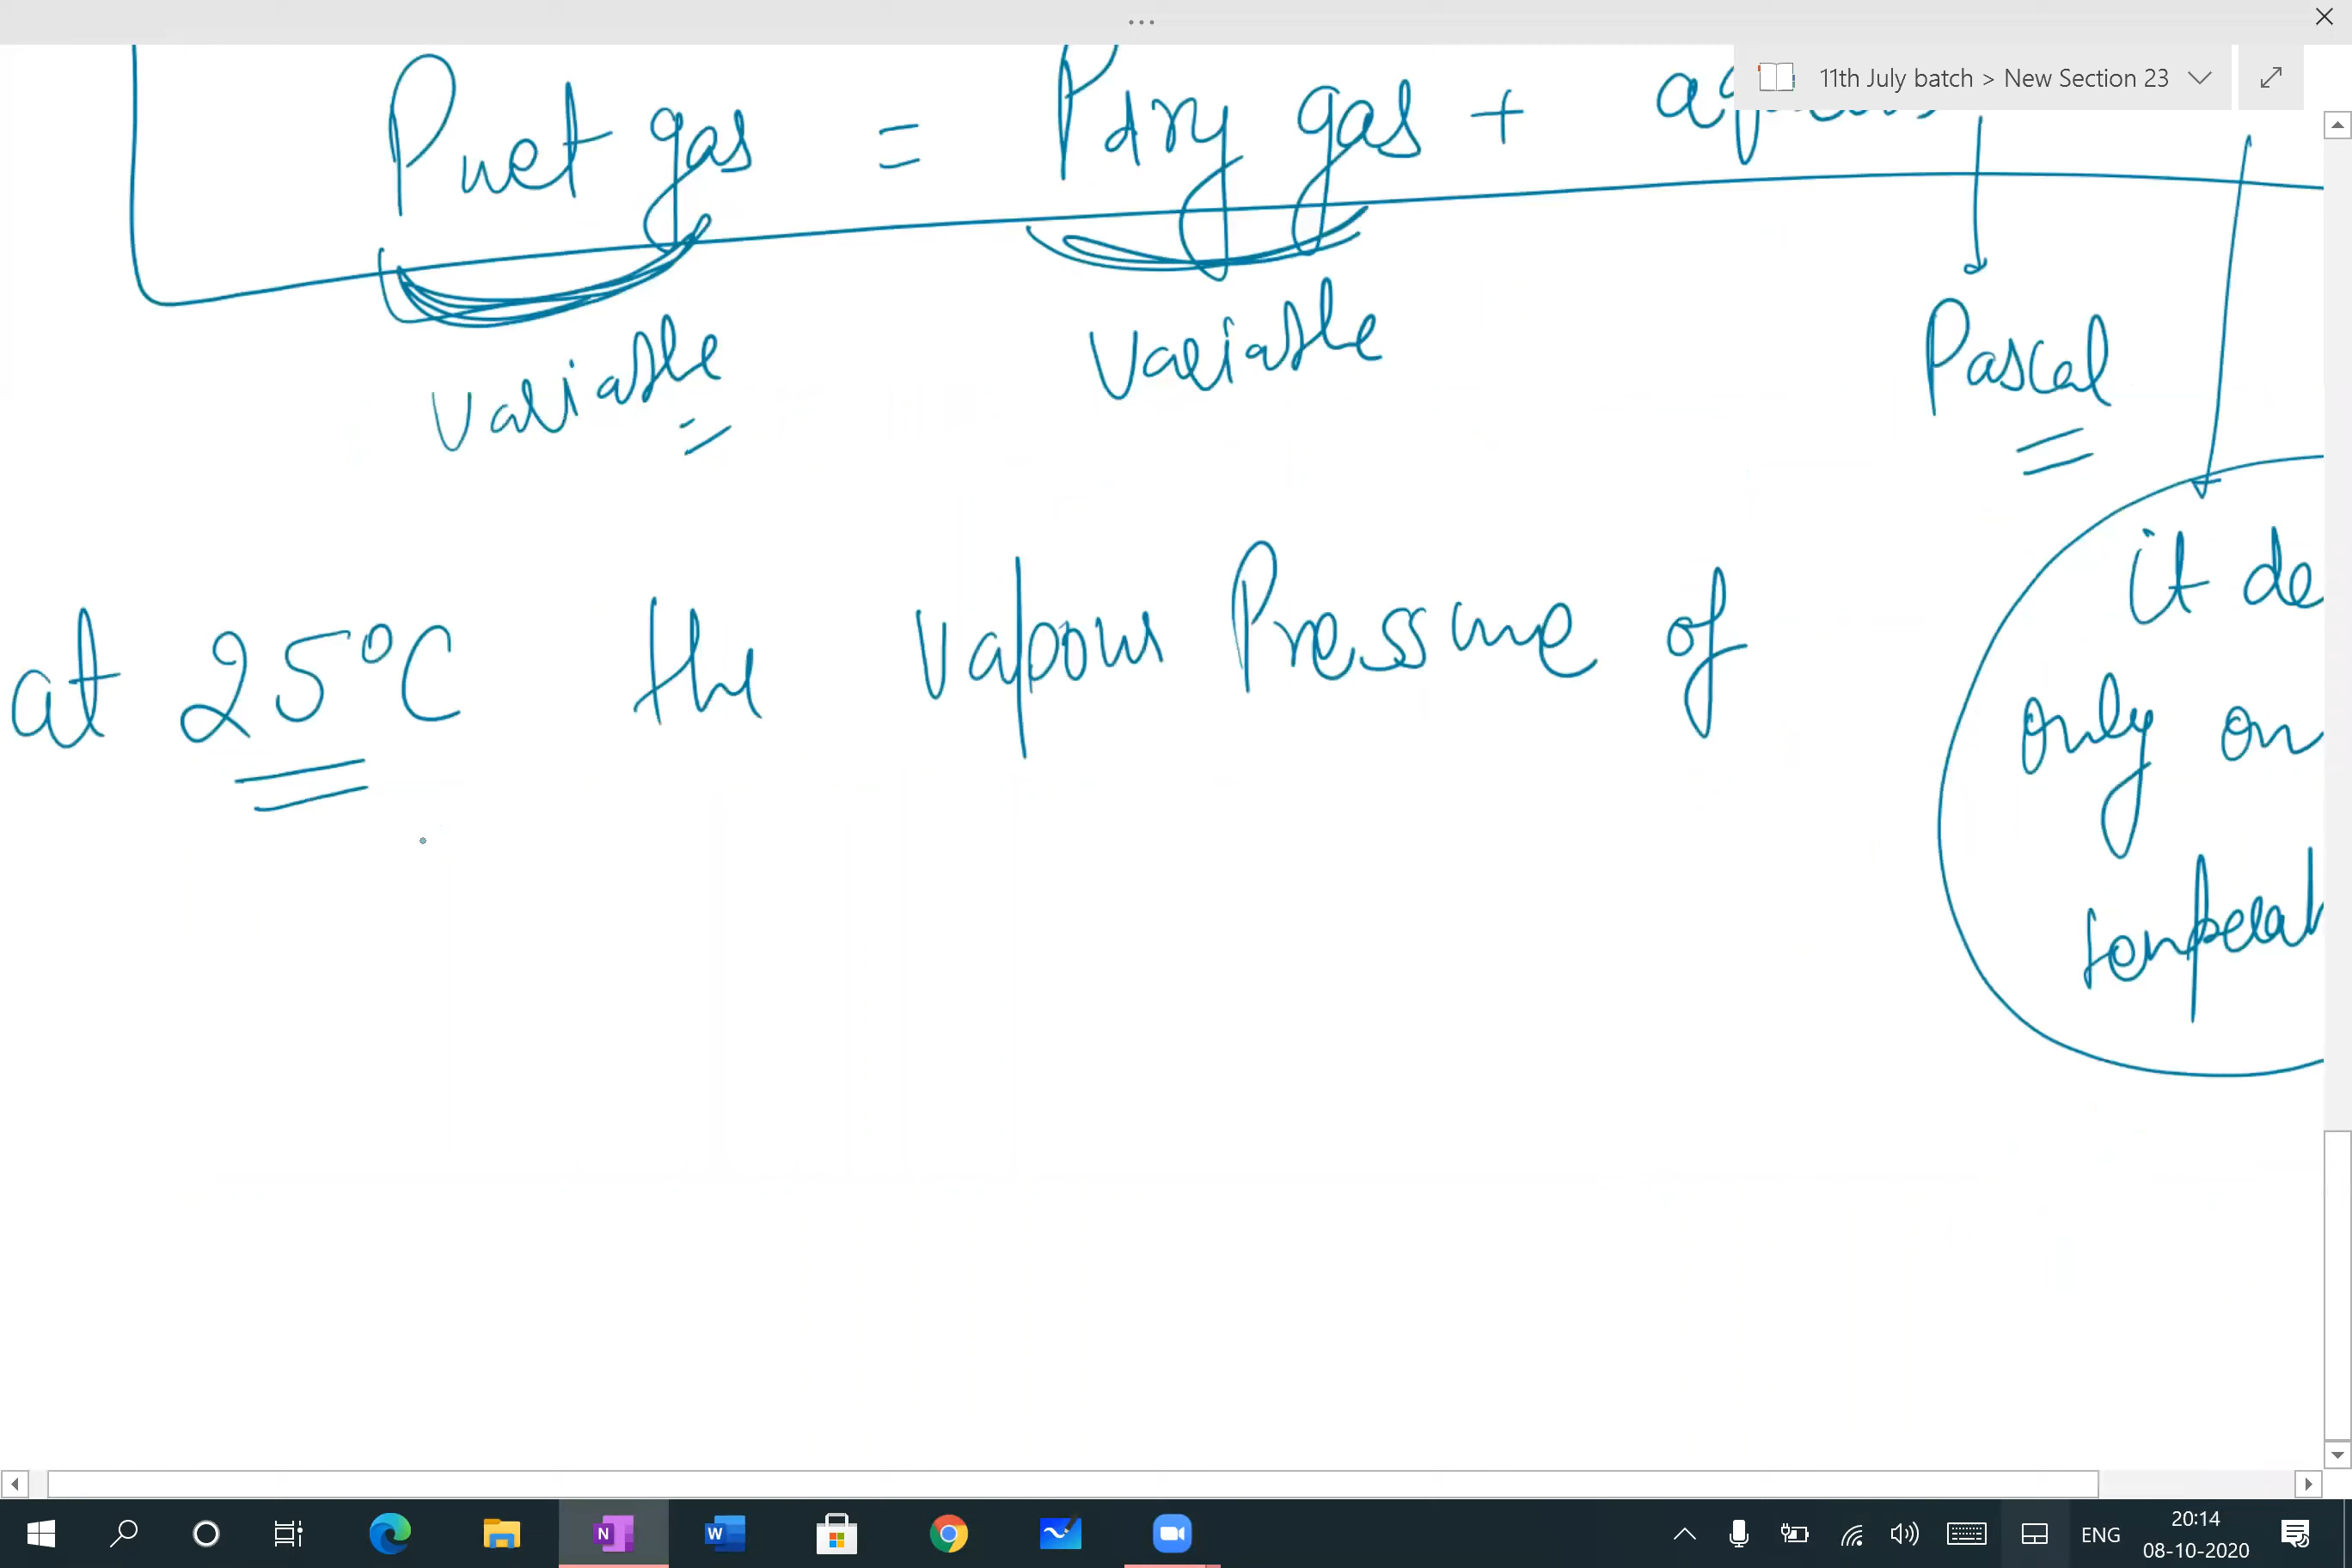 11th July batch > New Section 23
Pwet gas = Pdry gas +
variable
variable
Pascal
at 25°C the vapour Pressure of
it de
only on
ENG
20:14
08-10-2020